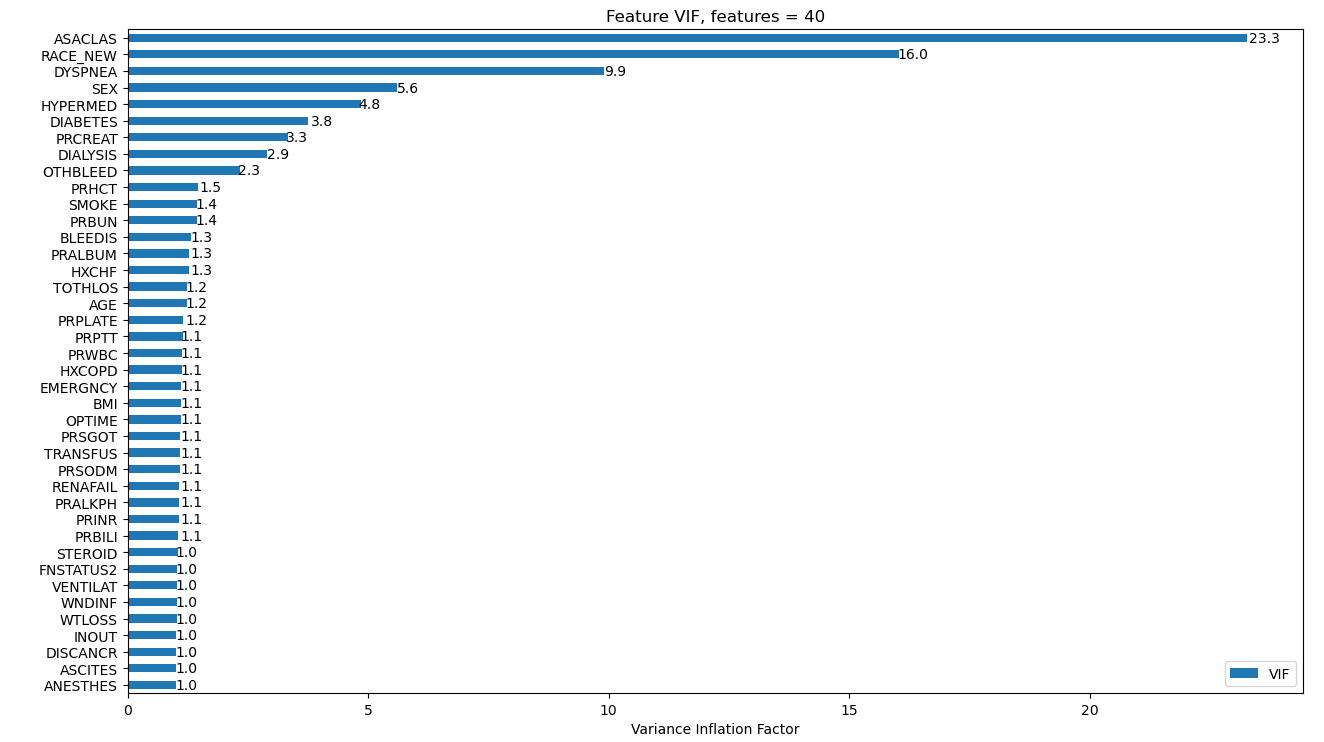 Feature VIF, features = 40
ASACLAS 23.3
RACE_NEW 16.0
DYSPNEA 9.9
SEX 5.6
HYPERMED 4.8
DIABETES 3.8
PRCREAT 3.3
DIALYSIS 2.9
OTHBLEED 2.3
PRHCT 1.5
SMOKE 1.4
PRBUN 1.4
BLEEDIS 1.3
PRALBUM 1.3
HXCHF 1.3
TOTHLOS 1.2
AGE 1.2
PRPLATE 1.2
PRPTT 1.1
PRWBC 1.1
HXCOPD 1.1
EMERGNCY 1.1
BMI 1.1
OPTIME 1.1
PRSGOT 1.1
TRANSFUS 1.1
PRSODM 1.1
RENAFAIL 1.1
PRALKPH 1.1
PRINR 1.1
PRBILI 1.1
STEROID 1.0
FNSTATUS2 1.0
VENTILAT 1.0
WNDINF 1.0
WTLOSS 1.0
INOUT 1.0
DISCANCR 1.0
ASCITES 1.0
ANESTHES 1.0
VIF
0 5 10 15 20
Variance Inflation Factor